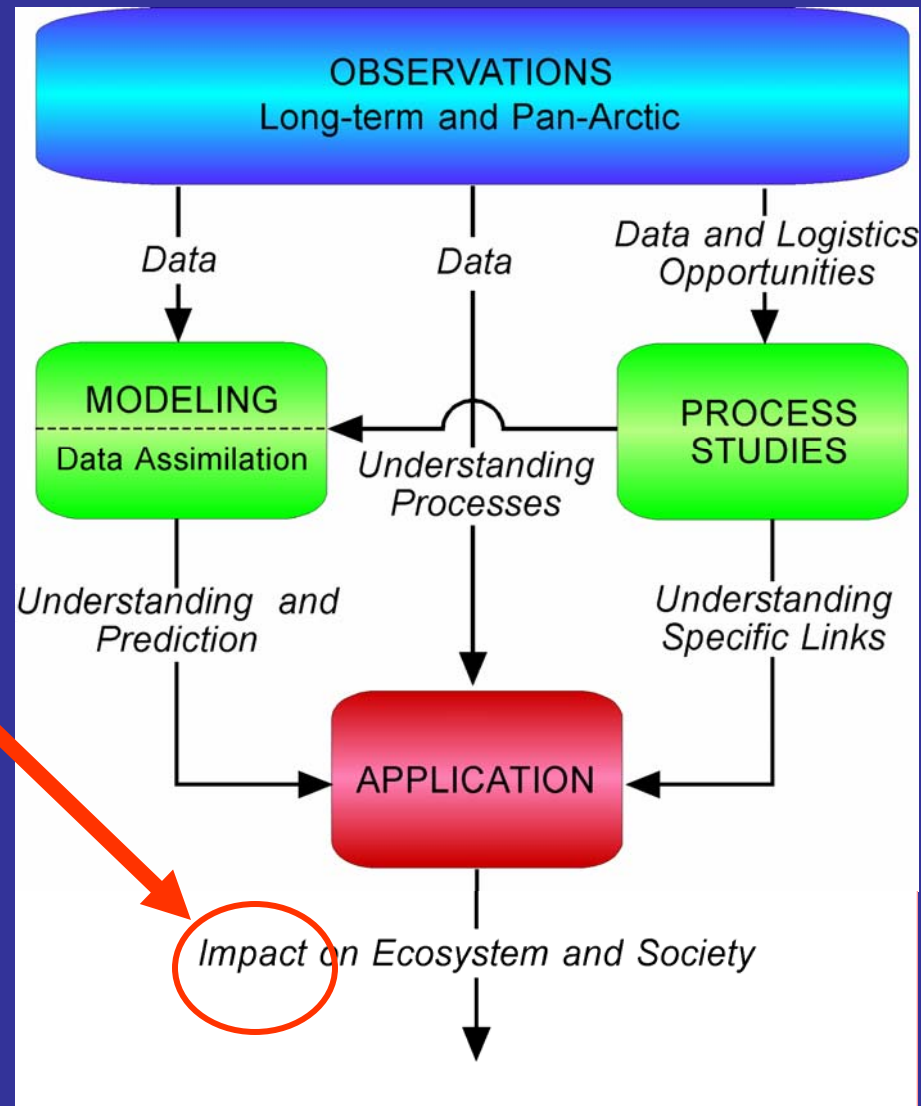 OBSERVATIONS
Long-term and Pan-Arctic
Data
Data
Data and Logistics
Opportunities
MODELING
Data Assimilation
PROCESS
STUDIES
Understanding
Processes
Understanding and
Prediction
Understanding
Specific Links
APPLICATION
Impact on Ecosystem and Society